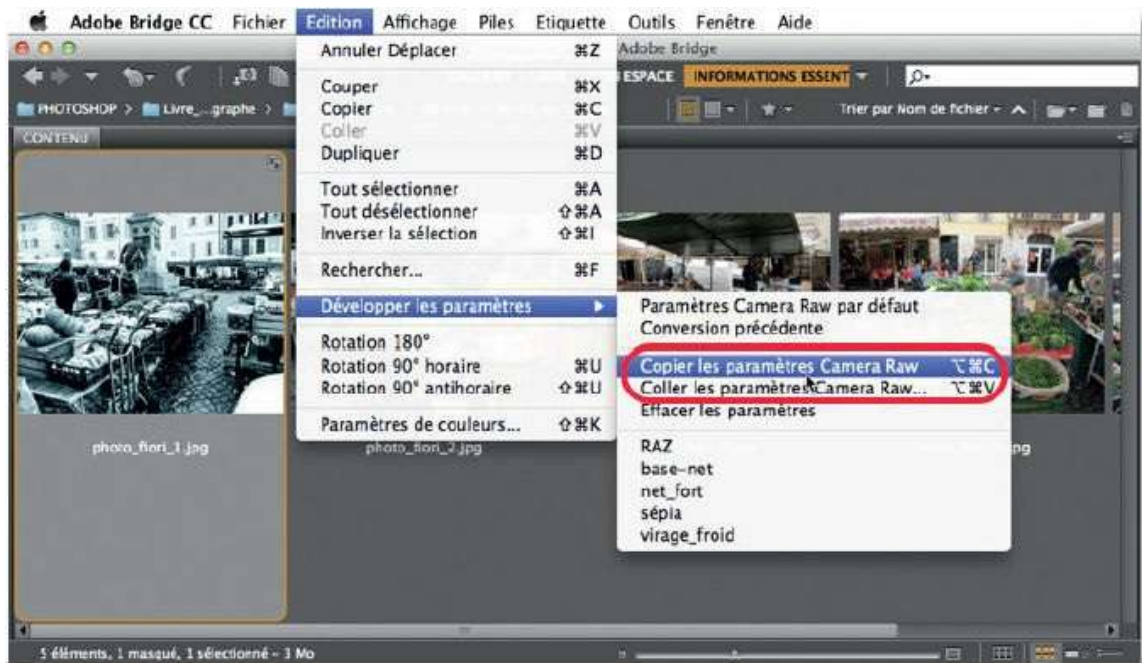 Adobe Bridge CC Fichier Edition Affichage Piles Etiquette Outils Fenêtre Aide
Adobe Bridge
ESPACE INFORMATIONS ESSENT
PHOTOSHOP > Livre_...graphe >
Trier par Nom de fichier
CONTENU
Annuler Déplacer ⌘Z
Couper ⌘X
Copier ⌘C
Coller ⌘V
Dupliquer ⌘D
Tout sélectionner ⌘A
Tout désélectionner ⇧⌘A
Inverser la sélection ⇧⌘I
Rechercher... ⌘F
Développer les paramètres
Rotation 180°
Rotation 90° horaire ⌘U
Rotation 90° antihoraire ⇧⌘U
Paramètres de couleurs... ⇧⌘K
Paramètres Camera Raw par défaut
Conversion précédente
Copier les paramètres Camera Raw ⌥⌘C
Coller les paramètres Camera Raw... ⌥⌘V
Effacer les paramètres
RAZ
base-net
net_fort
sépia
virage_froid
photo_fiori_1.jpg
photo_fiori_2.jpg
pg
5 éléments, 1 masqué, 1 sélectionné - 3 Mo